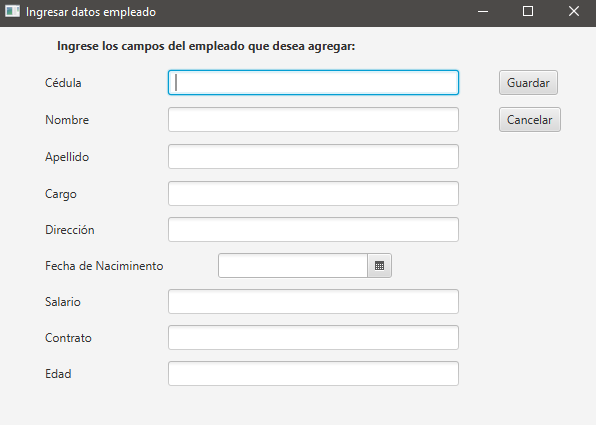 Ingresar datos empleado
Ingrese los campos del empleado que desea agregar:
Cédula
Guardar
Nombre
Cancelar
Apellido
Cargo
Dirección
Fecha de Naciminento
Salario
Contrato
Edad